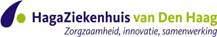 HagaZiekenhuis van Den Haag
Zorgzaamheid, innovatie, samenwerking